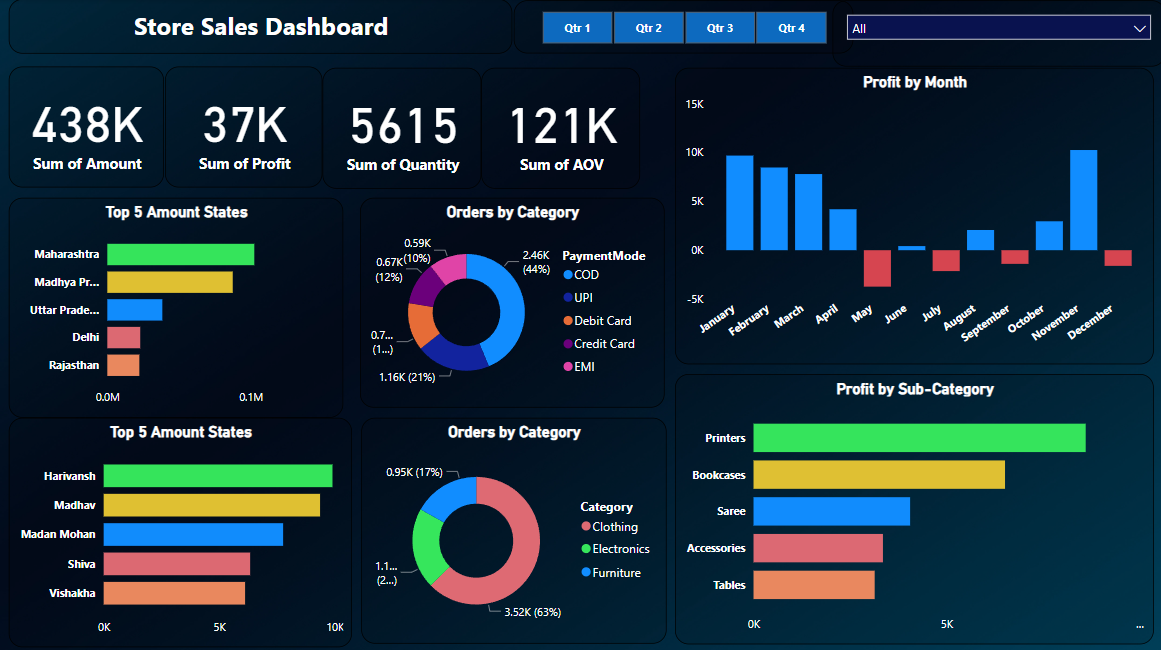 Store Sales Dashboard
Qtr 1
Qtr 2
Qtr 3
Qtr 4
All
438K
Sum of Amount
37K
Sum of Profit
5615
Sum of Quantity
121K
Sum of AOV
Profit by Month
15K
10K
5K
0K
-5K
January
February
March
April
May
June
July
August
September
October
November
December
Top 5 Amount States
Maharashtra
Madhya Pr...
Uttar Prade...
Delhi
Rajasthan
0.0M
0.1M
Orders by Category
0.59K
(10%)
0.67K
(12%)
0.7...
(1...)
1.16K (21%)
2.46K
(44%)
PaymentMode
COD
UPI
Debit Card
Credit Card
EMI
Top 5 Amount States
Harivansh
Madhav
Madan Mohan
Shiva
Vishakha
0K
5K
10K
Orders by Category
0.95K (17%)
1.1...
(2...)
3.52K (63%)
Category
Clothing
Electronics
Furniture
Profit by Sub-Category
Printers
Bookcases
Saree
Accessories
Tables
0K
5K
...